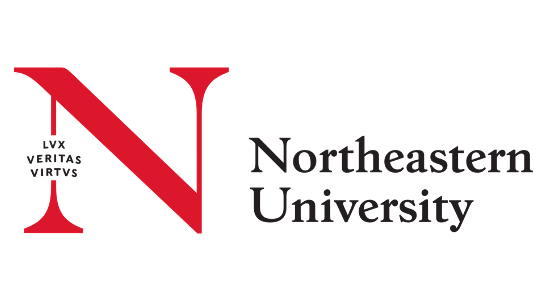 N
LVX
VERITAS
VIRTVS
Northeastern
University